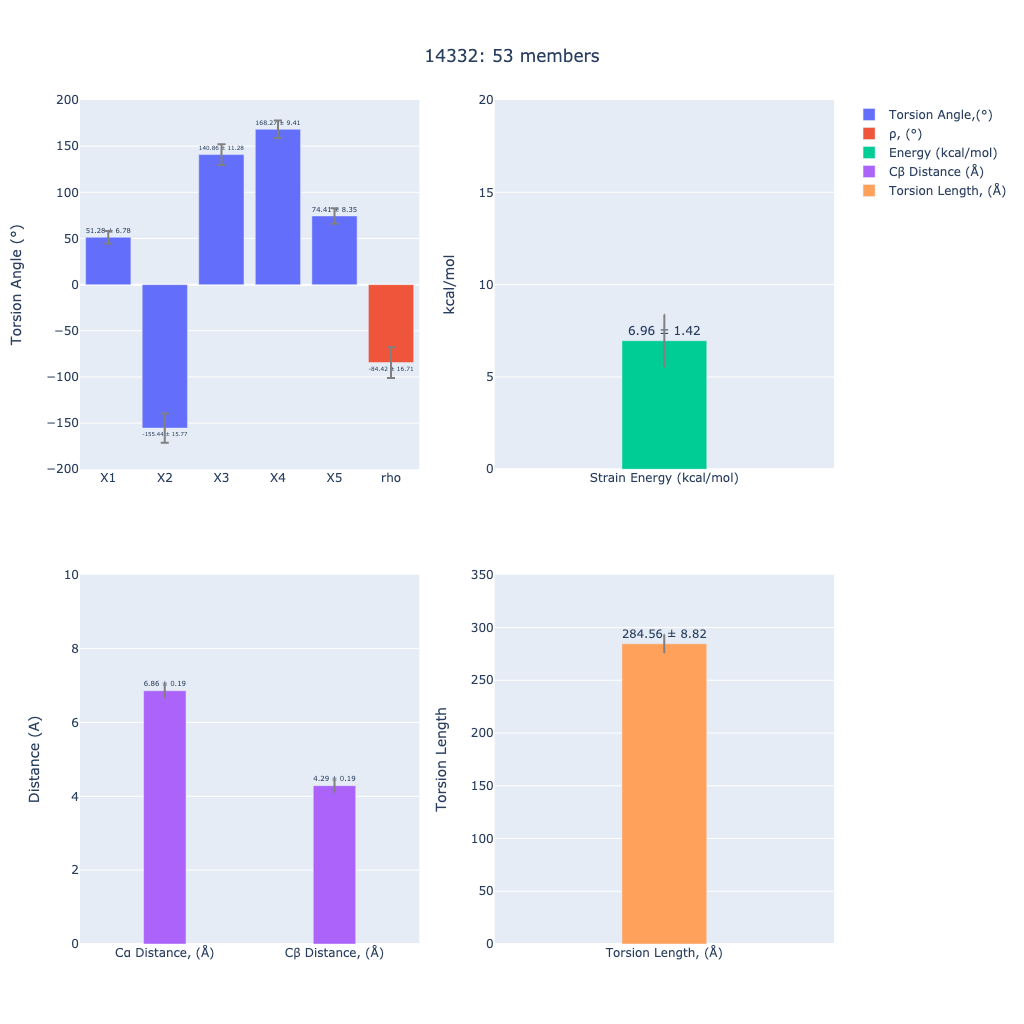 14332: 53 members
Torsion Angle (°)
200
150
100
50
0
−50
−100
−150
−200
51.28 ± 6.78
-155.44 ± 15.77
140.86 ± 11.28
168.27 ± 9.41
74.41 ± 8.35
-84.42 ± 16.71
X1 X2 X3 X4 X5 rho
kcal/mol
20
15
10
5
0
6.96 ± 1.42
Strain Energy (kcal/mol)
Torsion Angle,(°)
ρ, (°)
Energy (kcal/mol)
Cβ Distance (Å)
Torsion Length, (Å)
Distance (A)
10
8
6
4
2
0
6.86 ± 0.19
4.29 ± 0.19
Cα Distance, (Å) Cβ Distance, (Å)
Torsion Length
350
300
250
200
150
100
50
0
284.56 ± 8.82
Torsion Length, (Å)